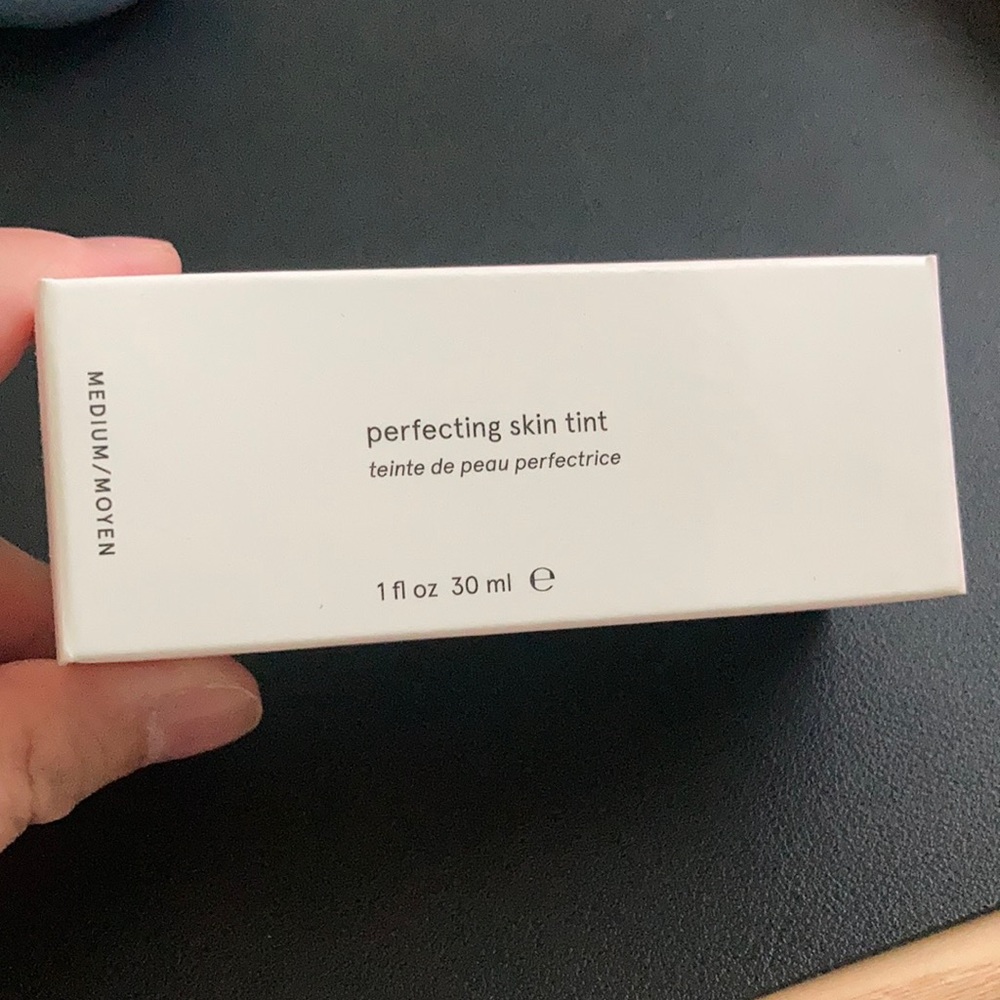 MEDIUM/MOYEN
perfecting skin tint
teinte de peau perfectrice
1 fl oz 30 ml ℮